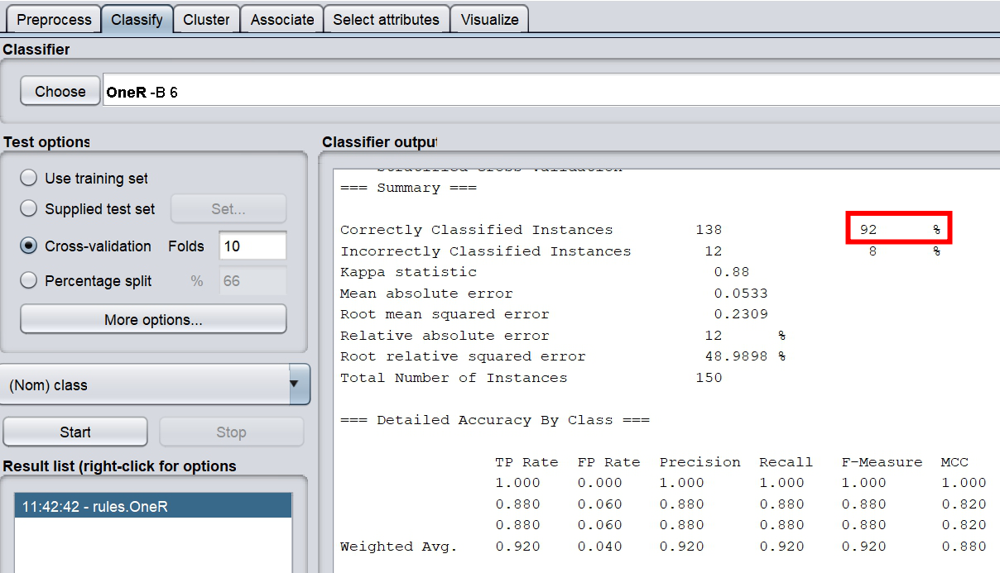 Preprocess Classify Cluster Associate Select attributes Visualize
Classifier
Choose OneR -B 6
Test options
Use training set
Supplied test set Set...
Cross-validation Folds 10
Percentage split % 66
More options...
(Nom) class
Start Stop
Result list (right-click for options
11:42:42 - rules.OneR
Classifier output
=== Summary ===
Correctly Classified Instances 138 92 %
Incorrectly Classified Instances 12 8 %
Kappa statistic 0.88
Mean absolute error 0.0533
Root mean squared error 0.2309
Relative absolute error 12 %
Root relative squared error 48.9898 %
Total Number of Instances 150
=== Detailed Accuracy By Class ===
TP Rate FP Rate Precision Recall F-Measure MCC
1.000 0.000 1.000 1.000 1.000 1.000
0.880 0.060 0.880 0.880 0.880 0.820
0.880 0.060 0.880 0.880 0.880 0.820
Weighted Avg. 0.920 0.040 0.920 0.920 0.920 0.880